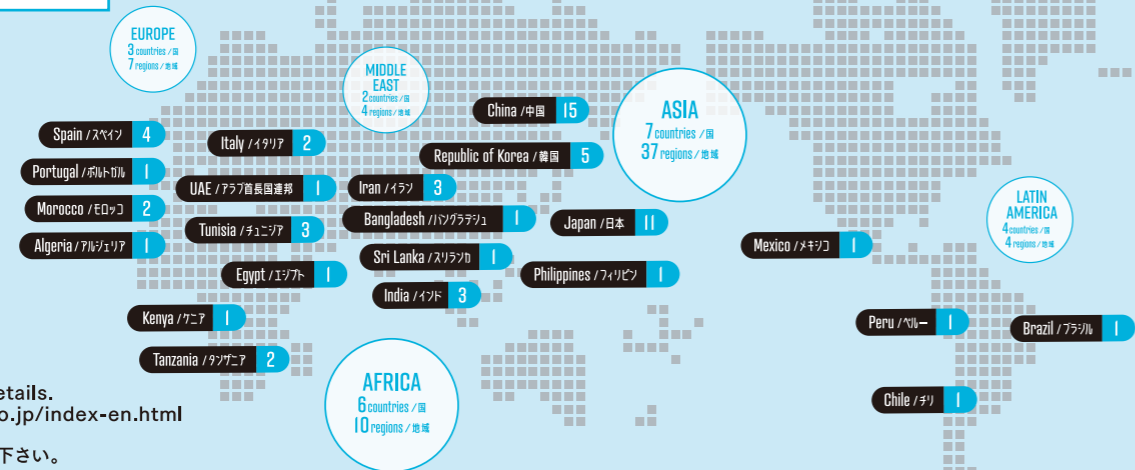 EUROPE
3 countries / 国
7 regions / 地域
MIDDLE
EAST
2 countries / 国
4 regions / 地域
ASIA
7 countries / 国
37 regions / 地域
China / 中国 15
Spain / スペイン 4
Italy / イタリア 2
Republic of Korea / 韓国 5
Portugal / ポルトガル 1
UAE / アラブ首長国連邦 1
Iran / イラン 3
Morocco / モロッコ 2
Bangladesh / バングラデシュ 1
Japan / 日本 11
Tunisia / チュニジア 3
Algeria / アルジェリア 1
Sri Lanka / スリランカ 1
Egypt / エジプト 1
Philippines / フィリピン 1
India / インド 3
Kenya / ケニア 1
Tanzania / タンザニア 2
LATIN
AMERICA
4 countries / 国
4 regions / 地域
Mexico / メキシコ 1
Peru / ペルー 1
Brazil / ブラジル 1
Chile / チリ 1
AFRICA
6 countries / 国
10 regions / 地域
etails.
o.jp/index-en.html
下さい。